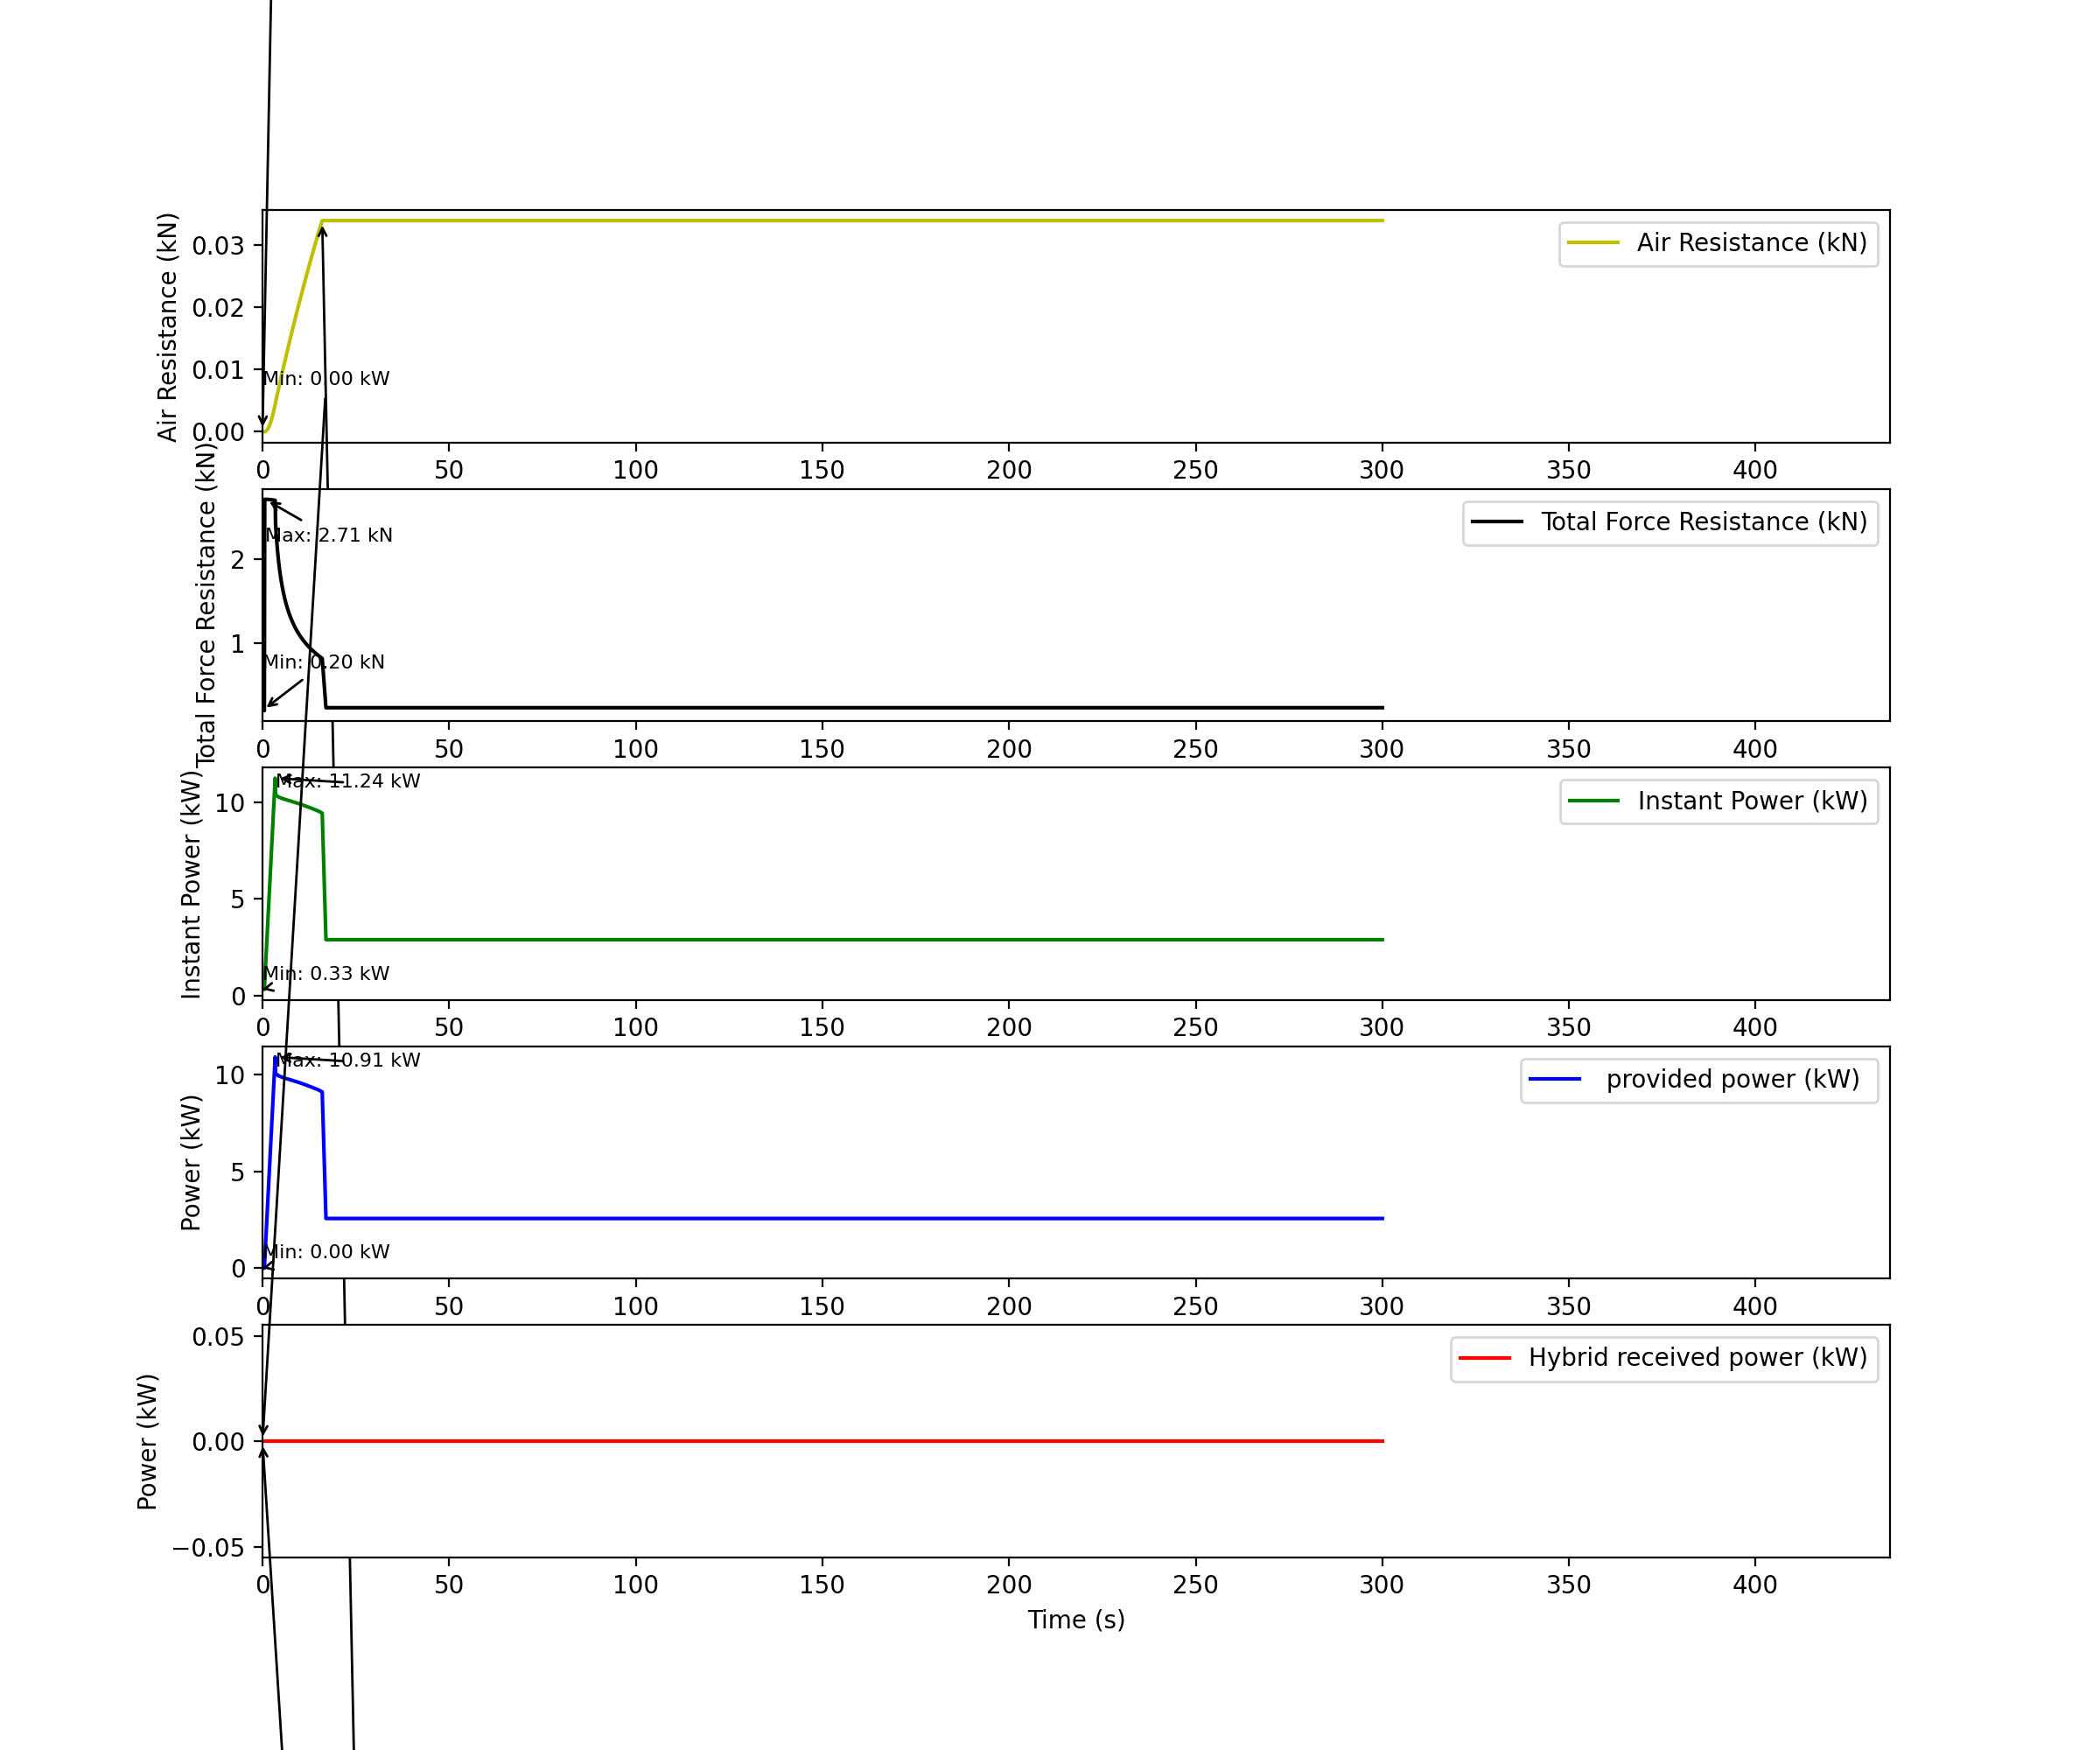 Air Resistance (kN)
0.03
0.02
0.01
0.00
Air Resistance (kN)
Min: 0.00 kW
0 50 100 150 200 250 300 350 400
Total Force Resistance (kN)
2
1
Total Force Resistance (kN)
Max: 2.71 kN
Min: 0.20 kN
0 50 100 150 200 250 300 350 400
Instant Power (kW)
10
5
0
Instant Power (kW)
Max: 11.24 kW
Min: 0.33 kW
0 50 100 150 200 250 300 350 400
Power (kW)
10
5
0
provided power (kW)
Max: 10.91 kW
Min: 0.00 kW
0 50 100 150 200 250 300 350 400
Power (kW)
0.05
0.00
−0.05
Hybrid received power (kW)
0 50 100 150 200 250 300 350 400
Time (s)